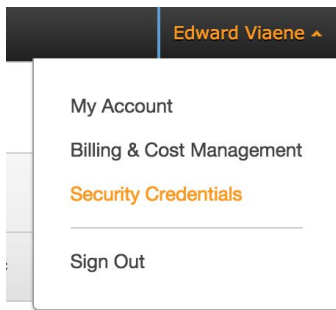 Edward Viaene
My Account
Billing & Cost Management
Security Credentials
Sign Out